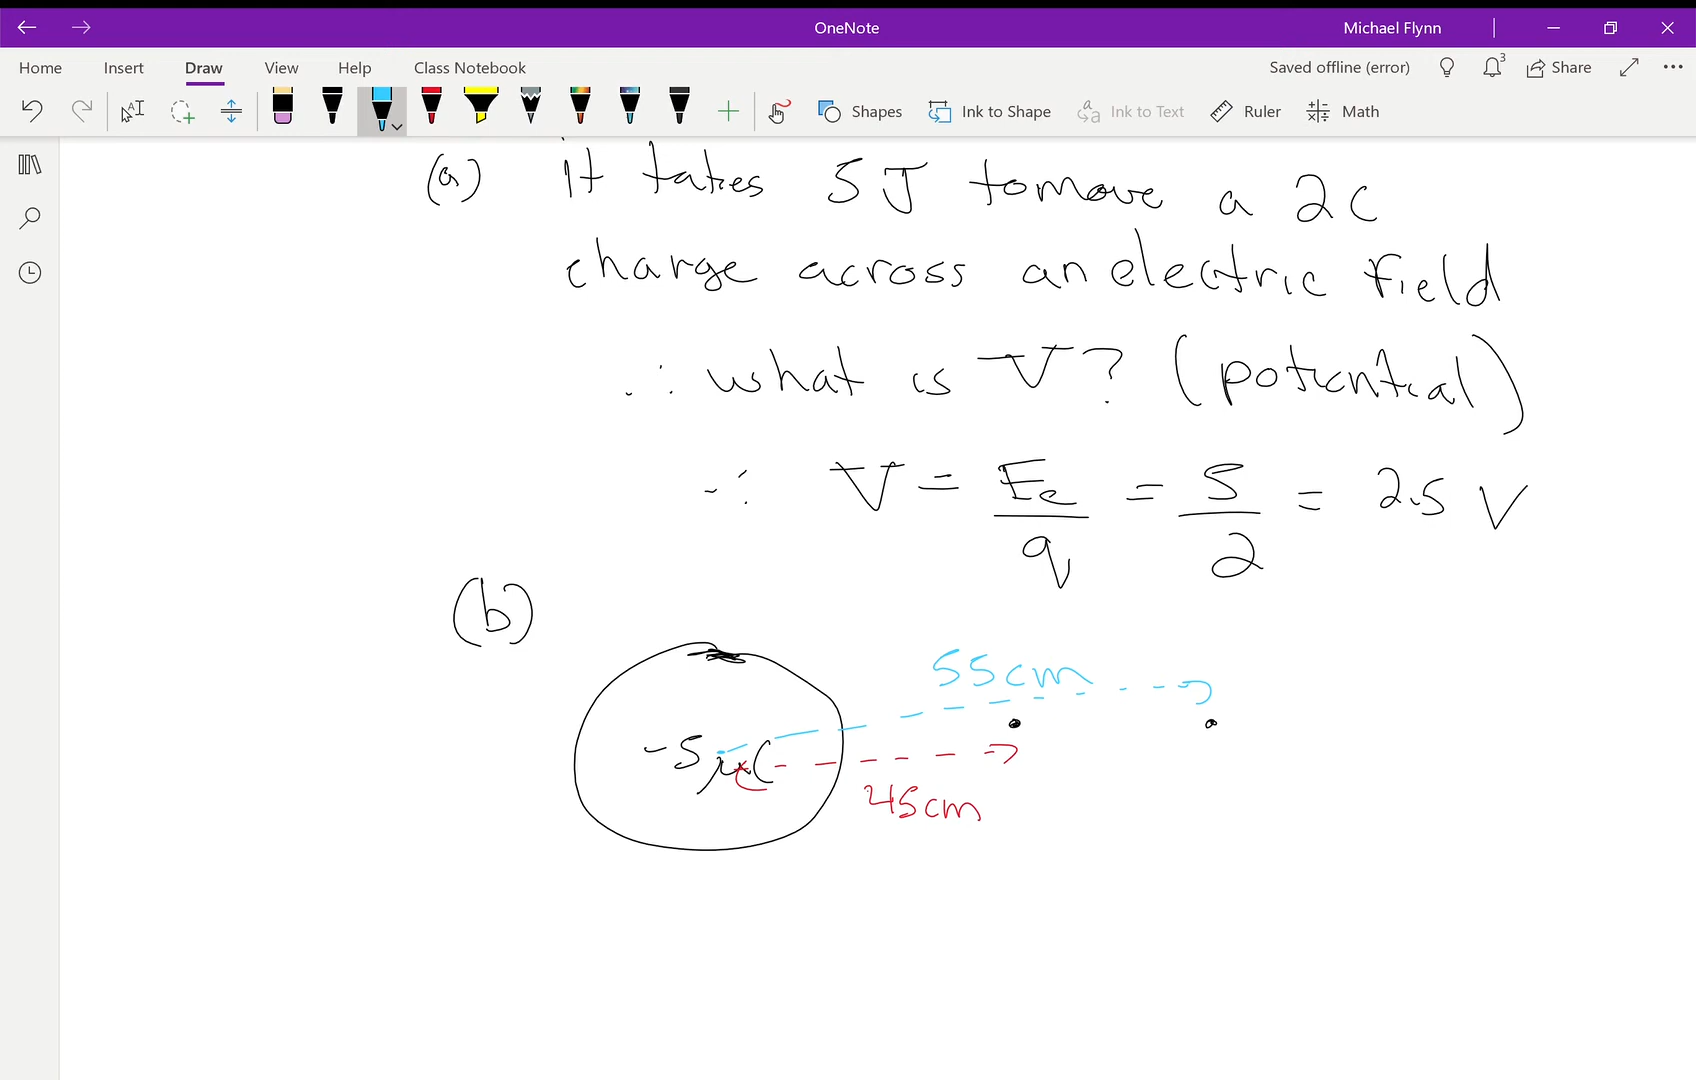 OneNote
Michael Flynn
Home Insert Draw View Help Class Notebook
Saved offline (error)
3
Share
Shapes
Ink to Shape
Ink to Text
Ruler
Math
(a) it takes 5J to move a 2C
charge across an electric field
∴ what is V? (potential)
∴ V = Ee/q = 5/2 = 2.5 V
(b)
55cm
-5μC
45cm